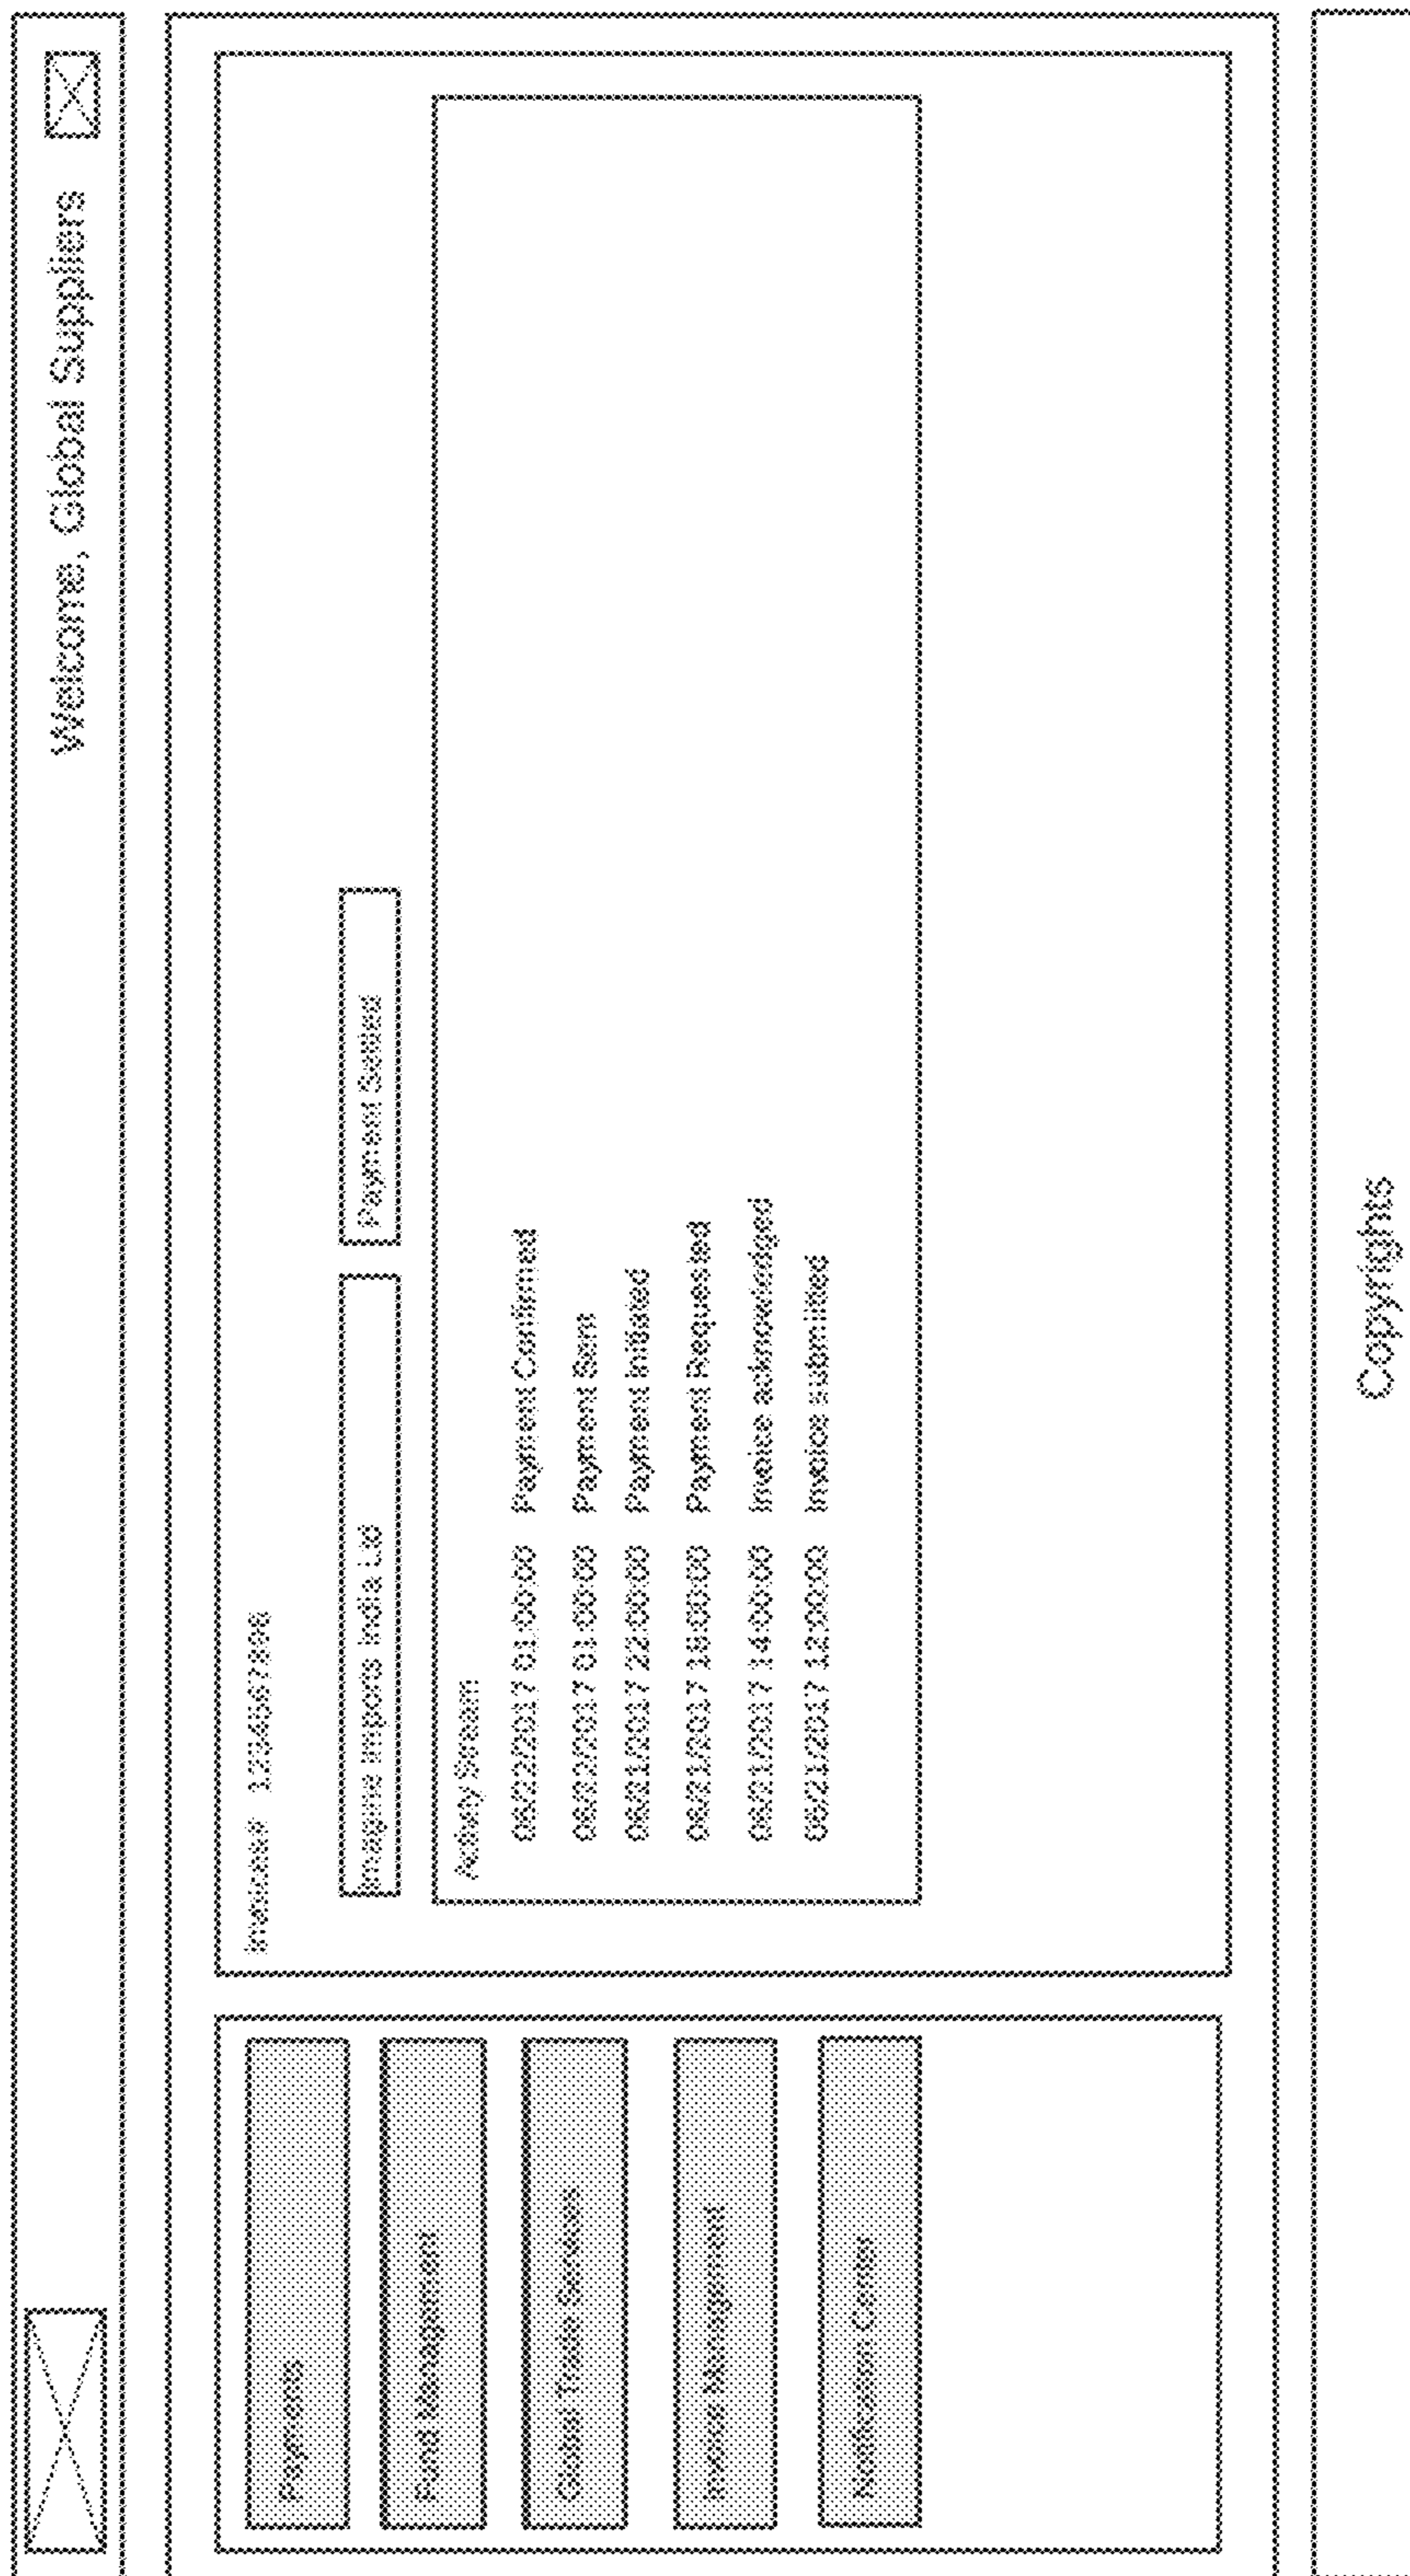 Welcome, Global Suppliers
Payments
Fund Management
Global Trade Services
Invoice Management
Notification Center
Invoice#
Imagine Imports India Ltd
Payment Settled
Activity Stream
08/22/2017 01:00:00 Payment Confirmed
08/22/2017 01:00:00 Payment Sent
08/21/2017 22:00:00 Payment Initiated
08/21/2017 18:00:00 Payment Requested
08/21/2017 14:00:00 Invoice acknowledged
08/21/2017 12:00:00 Invoice submitted
Copyrights